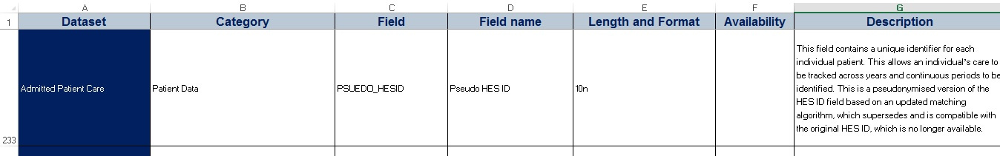 A B C D E F G
1 Dataset Category Field Field name Length and Format Availability Description
This field contains a unique identifier for each
individual patient. This allows an individual's care to
be tracked across years and continuous periods to be
Admitted Patient Care Patient Data PSUEDO_HESID Pseudo HES ID 10n identified. This is a pseudonymised version of the
HES ID field based on an updated matching
algorithm, which supersedes and is compatible with
233 the original HES ID, which is no longer available.